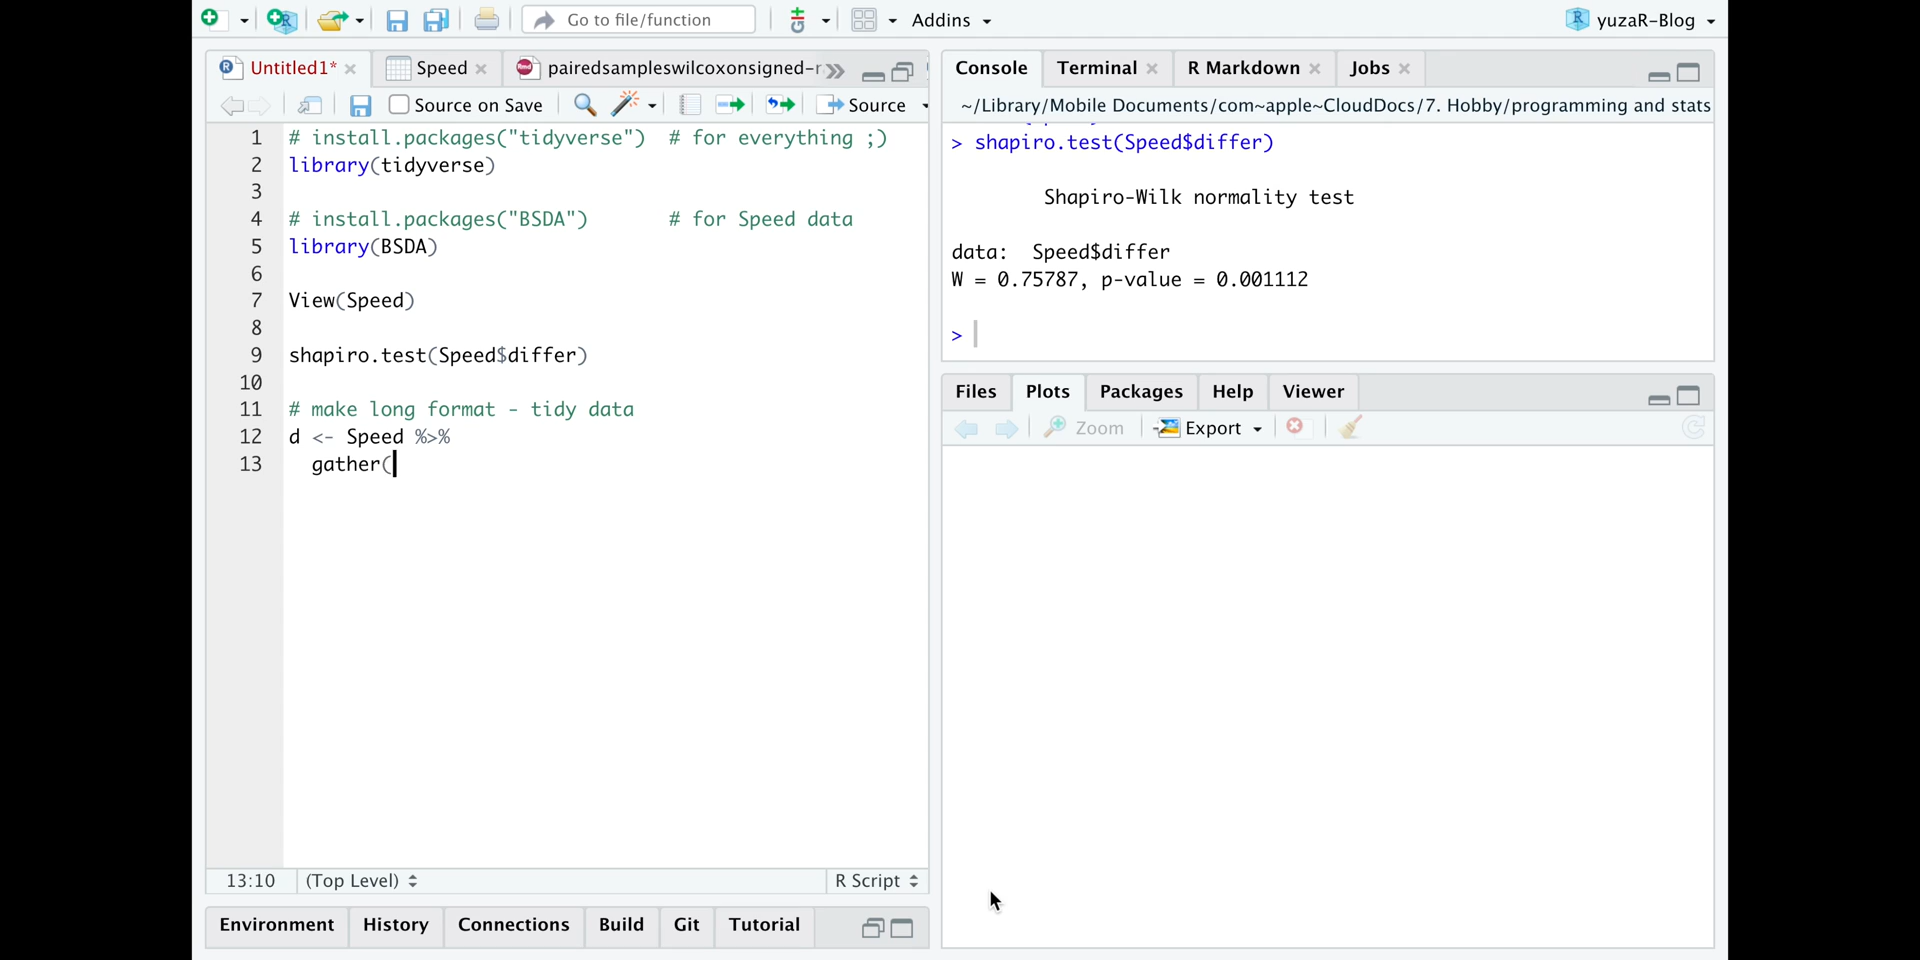 Go to file/function
Addins
yuzaR-Blog
Untitled1*
Speed
pairedsampleswilcoxonsigned-r
Source on Save
Source
1 # install.packages("tidyverse") # for everything ;)
2 library(tidyverse)
3
4 # install.packages("BSDA") # for Speed data
5 library(BSDA)
6
7 View(Speed)
8
9 shapiro.test(Speed$differ)
10
11 # make long format - tidy data
12 d <- Speed %>%
13 gather(
13:10 (Top Level) R Script
Environment History Connections Build Git Tutorial
Console Terminal R Markdown Jobs
~/Library/Mobile Documents/com~apple~CloudDocs/7. Hobby/programming and stats
> shapiro.test(Speed$differ)
Shapiro-Wilk normality test
data: Speed$differ
W = 0.75787, p-value = 0.001112
>
Files Plots Packages Help Viewer
Zoom Export